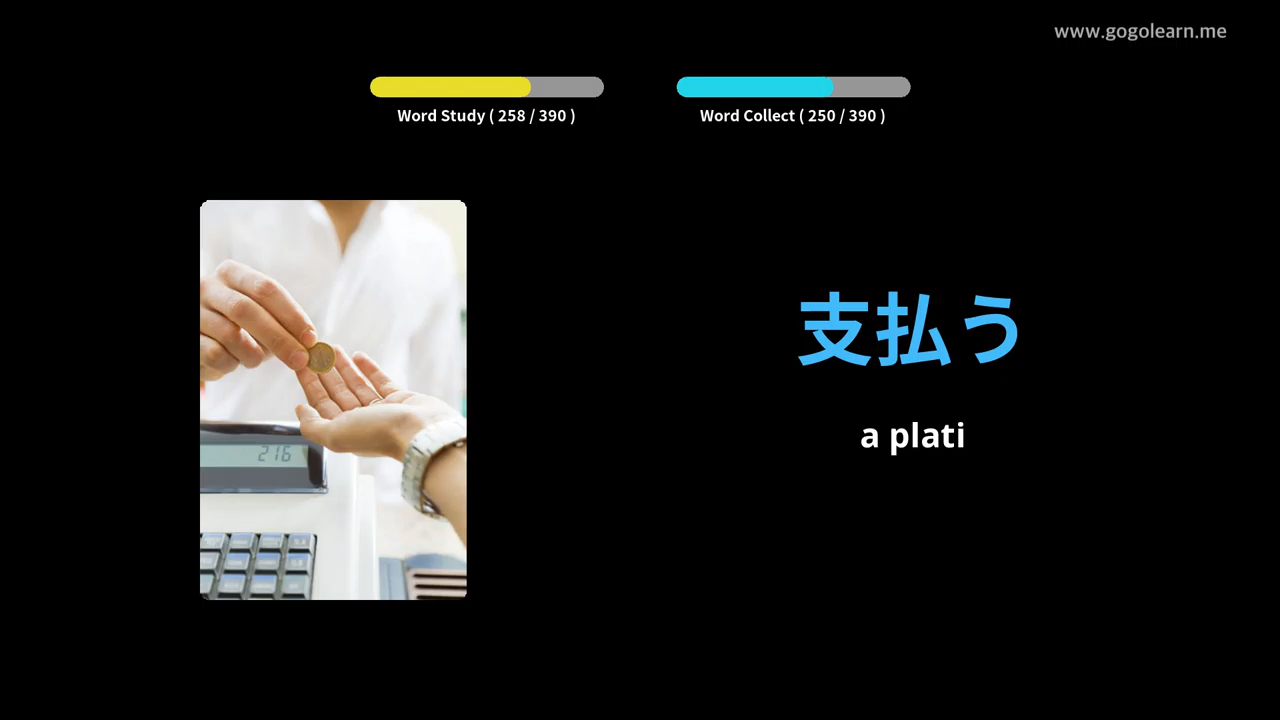 www.gogolearn.me
Word Study ( 258 / 390 )
Word Collect ( 250 / 390 )
216
支払う
a plati